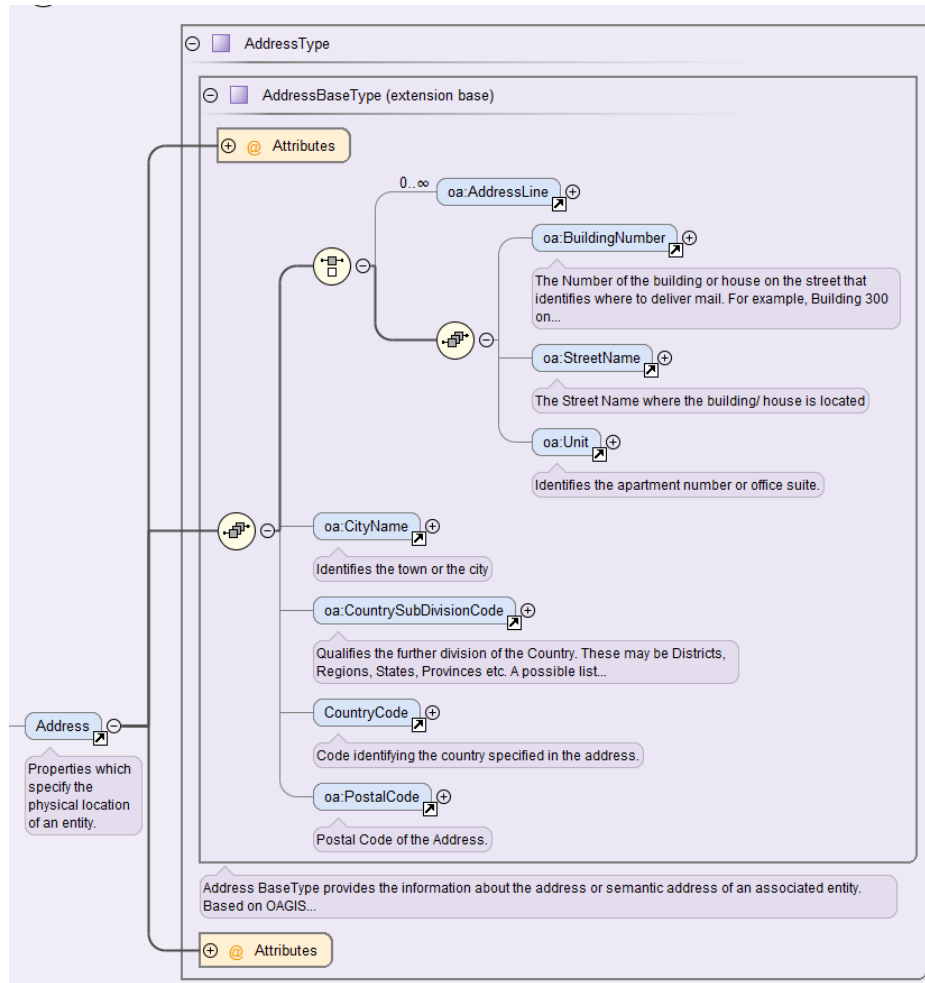 AddressType
AddressBaseType (extension base)
@ Attributes
0..∞
oa:AddressLine
oa:BuildingNumber
The Number of the building or house on the street that
identifies where to deliver mail. For example, Building 300
on...
oa:StreetName
The Street Name where the building/ house is located
oa:Unit
Identifies the apartment number or office suite.
oa:CityName
Identifies the town or the city
oa:CountrySubDivisionCode
Qualifies the further division of the Country. These may be Districts,
Regions, States, Provinces etc. A possible list...
CountryCode
Code identifying the country specified in the address.
oa:PostalCode
Postal Code of the Address.
Address
Properties which
specify the
physical location
of an entity.
Address BaseType provides the information about the address or semantic address of an associated entity.
Based on OAGIS...
@ Attributes